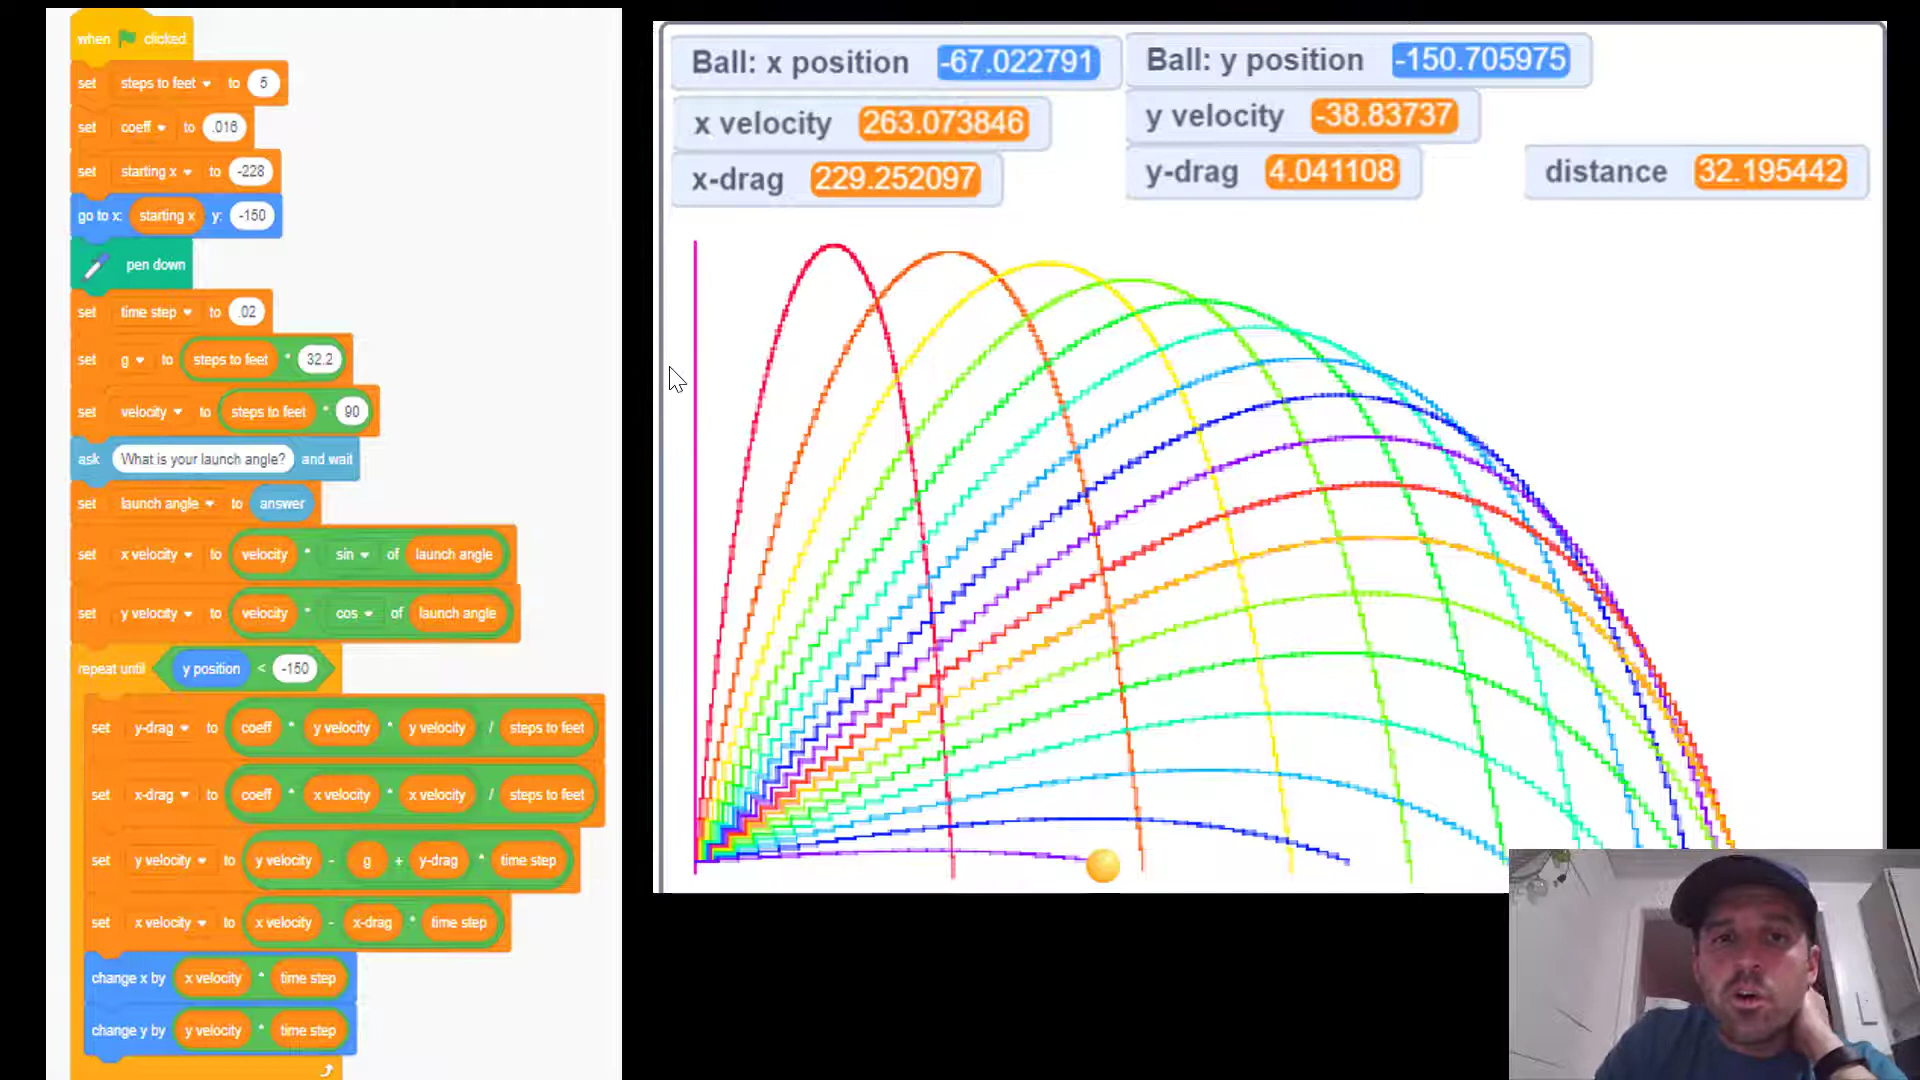 when clicked
set steps to feet to 5
set coeff to .016
set starting x to -228
go to x: starting x y: -150
pen down
set time step to .02
set g to steps to feet * 32.2
set velocity to steps to feet * 90
ask What is your launch angle? and wait
set launch angle to answer
set x velocity to velocity * sin of launch angle
set y velocity to velocity * cos of launch angle
repeat until y position < -150
set y-drag to coeff * y velocity * y velocity / steps to feet
set x-drag to coeff * x velocity * x velocity / steps to feet
set y velocity to y velocity - g + y-drag * time step
set x velocity to x velocity - x-drag * time step
change x by x velocity * time step
change y by y velocity * time step
Ball: x position -67.022791
Ball: y position -150.705975
x velocity 263.073846
y velocity -38.83737
x-drag 229.252097
y-drag 4.041108
distance 32.195442